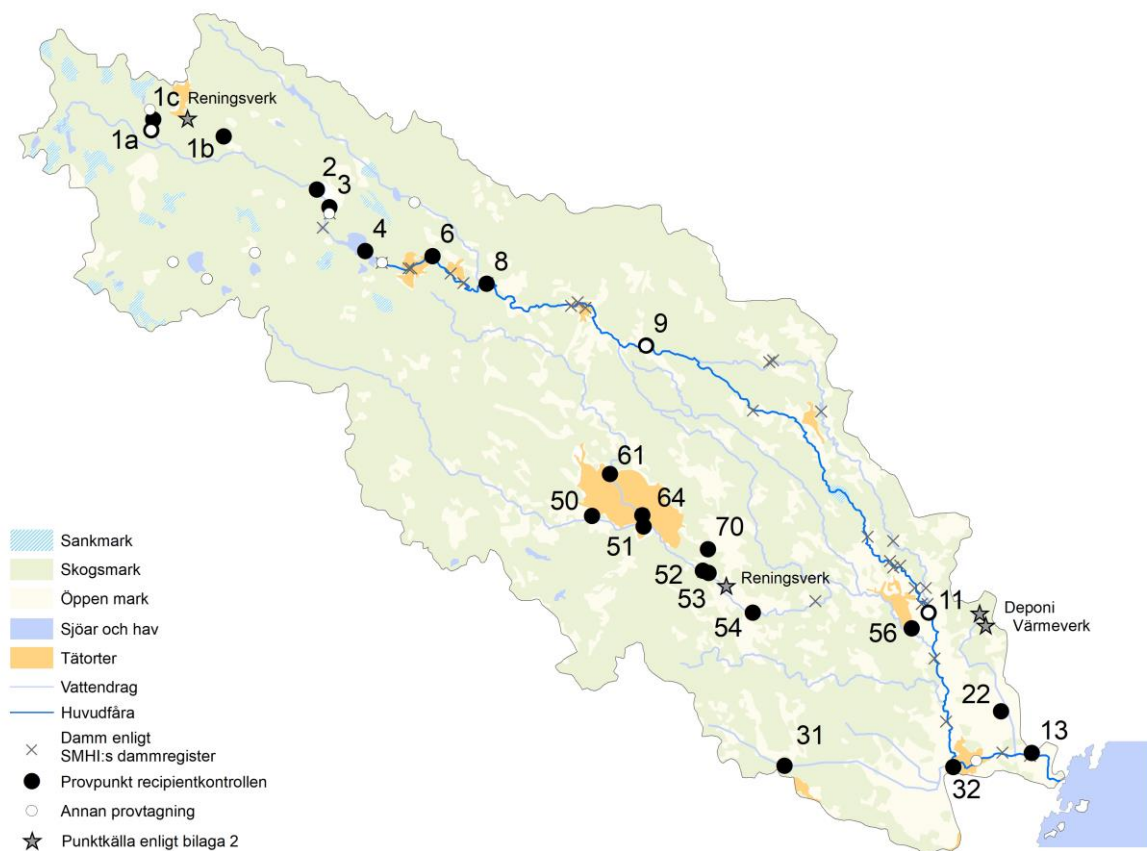 1c
Reningsverk
1a
1b
2
3
4
6
8
9
61
50
64
51
70
52
Reningsverk
53
54
11
Deponi
Värmeverk
56
22
31
13
32
Sankmark
Skogsmark
Öppen mark
Sjöar och hav
Tätorter
Vattendrag
Huvudfåra
Damm enligt
SMHI:s dammregister
Provpunkt recipientkontrollen
Annan provtagning
Punktkälla enligt bilaga 2